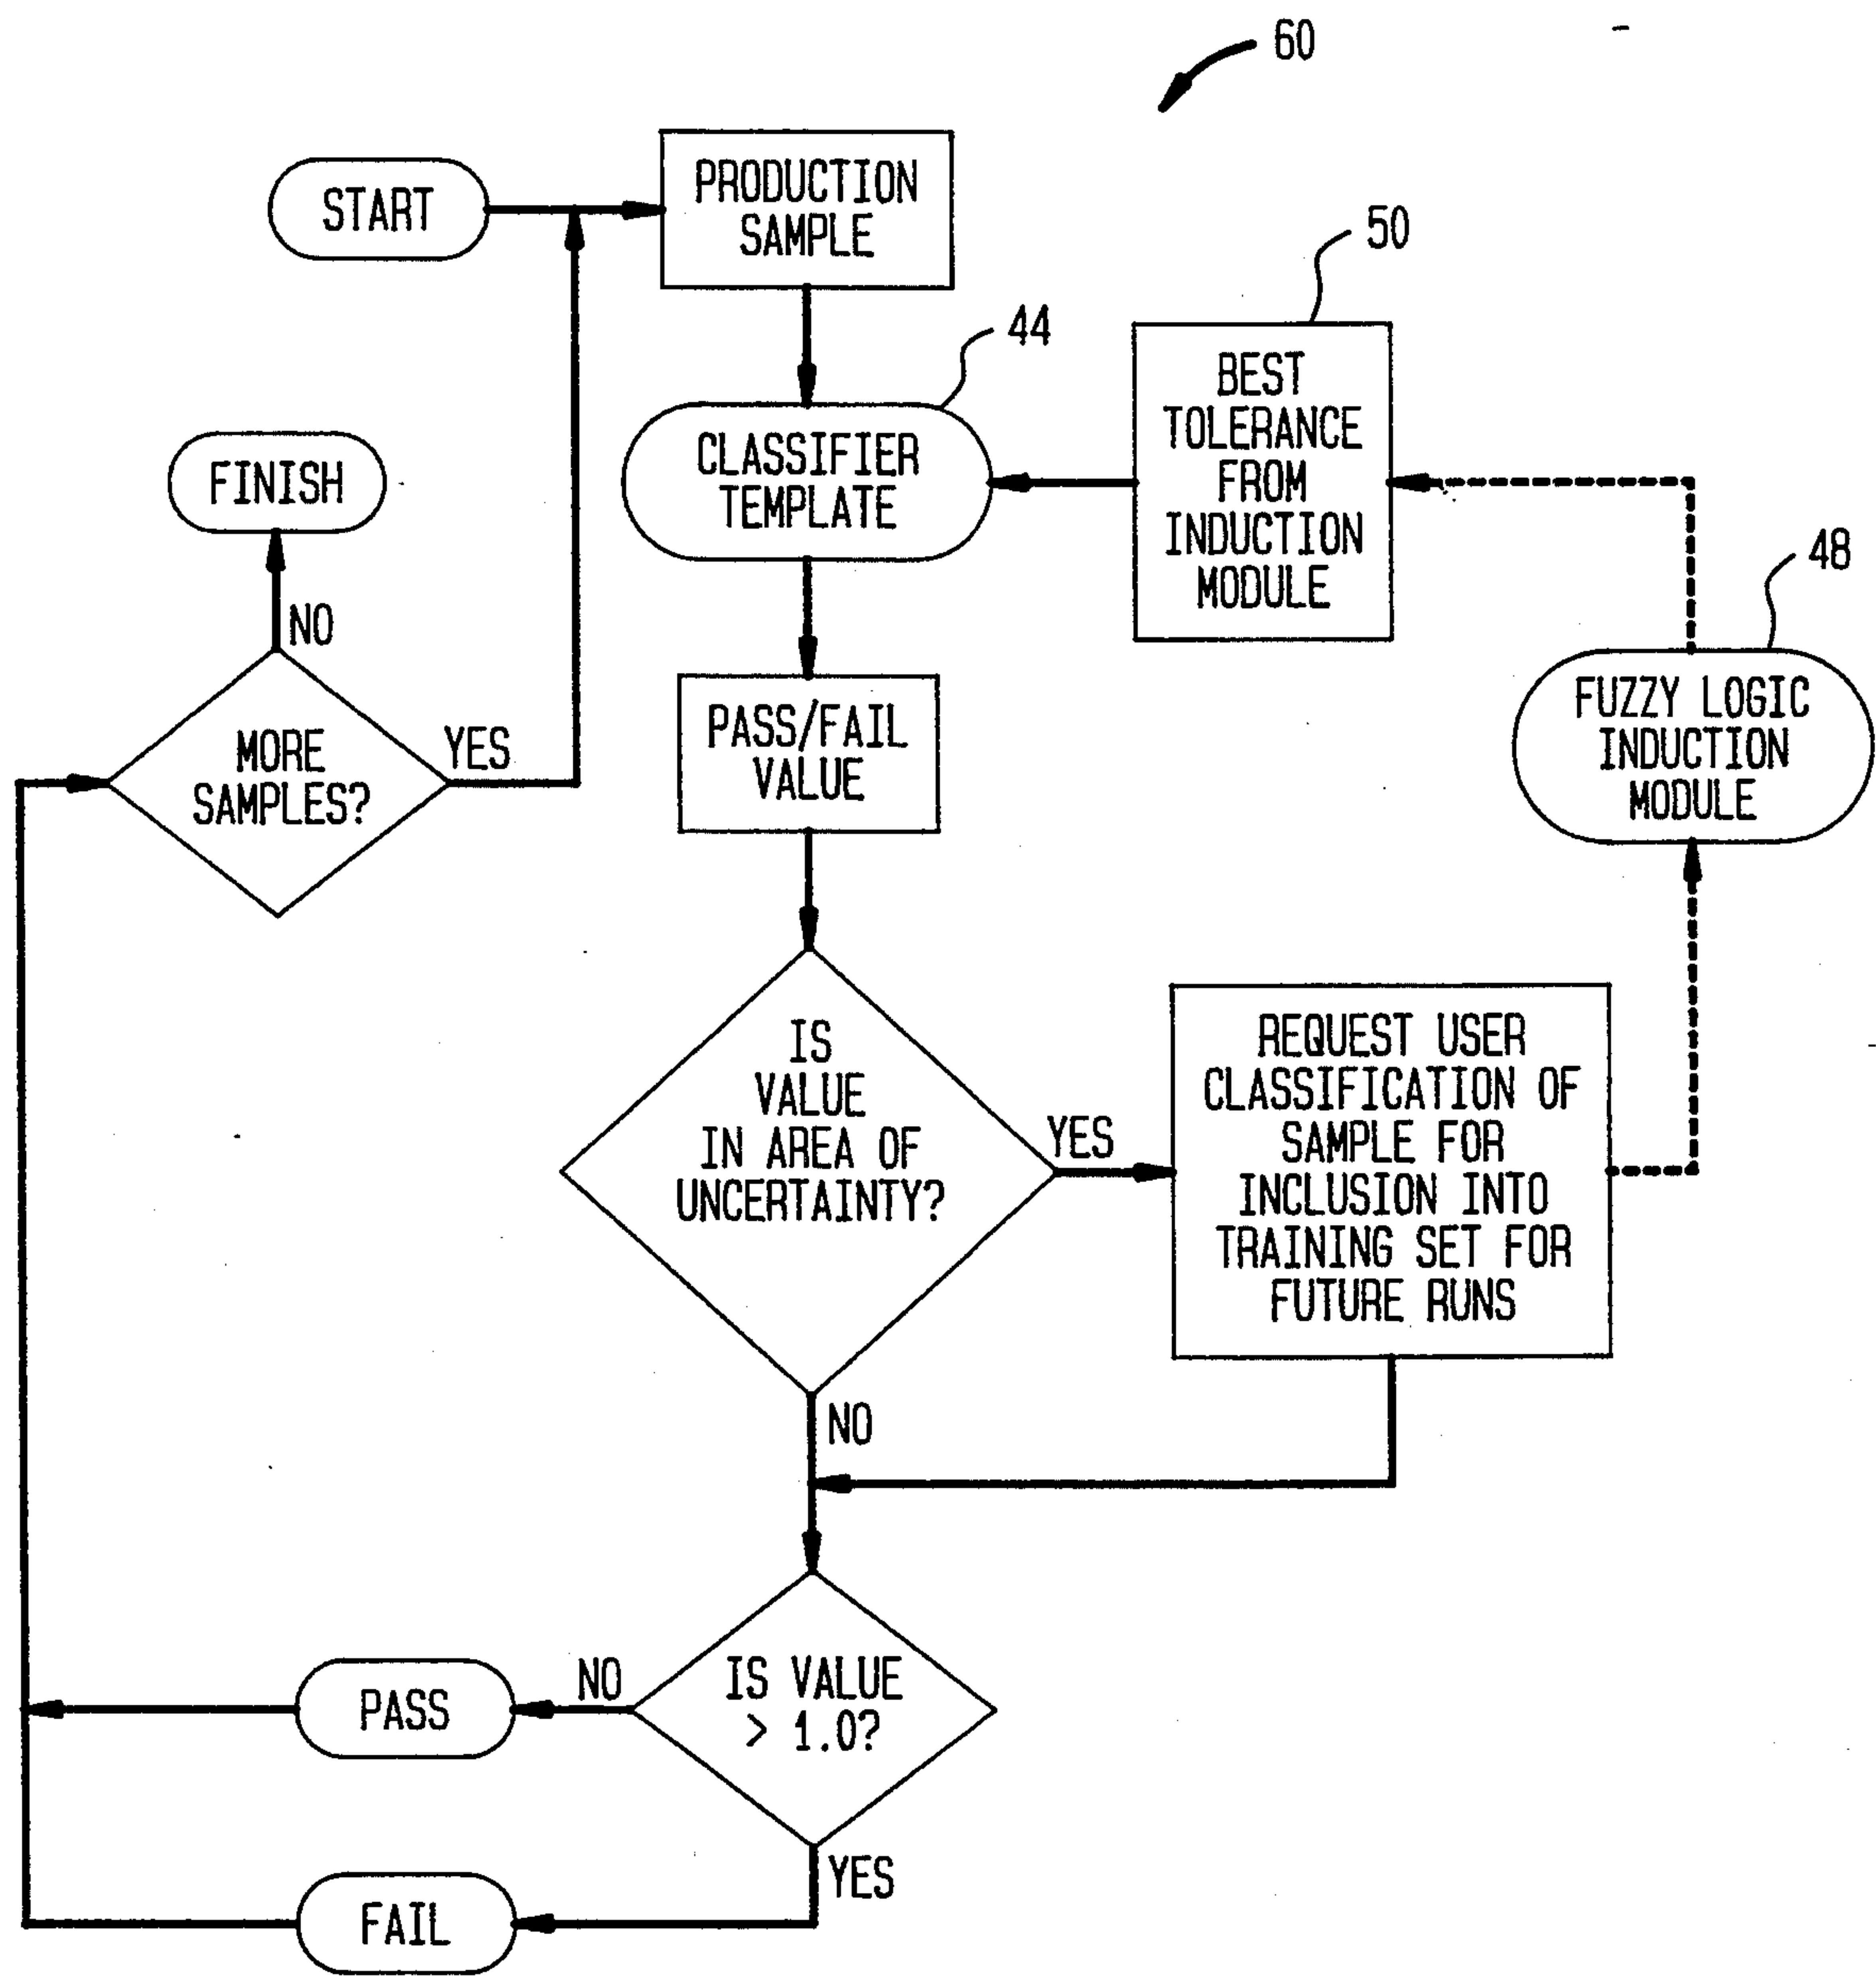 60
START
PRODUCTION
SAMPLE
50
44
BEST
TOLERANCE
FROM
INDUCTION
MODULE
CLASSIFIER
TEMPLATE
FINISH
48
NO
FUZZY LOGIC
INDUCTION
MODULE
PASS/FAIL
VALUE
MORE
SAMPLES?
YES
IS
VALUE
IN AREA OF
UNCERTAINTY?
YES
REQUEST USER
CLASSIFICATION OF
SAMPLE FOR
INCLUSION INTO
TRAINING SET FOR
FUTURE RUNS
NO
IS VALUE
> 1.0?
NO
PASS
YES
FAIL